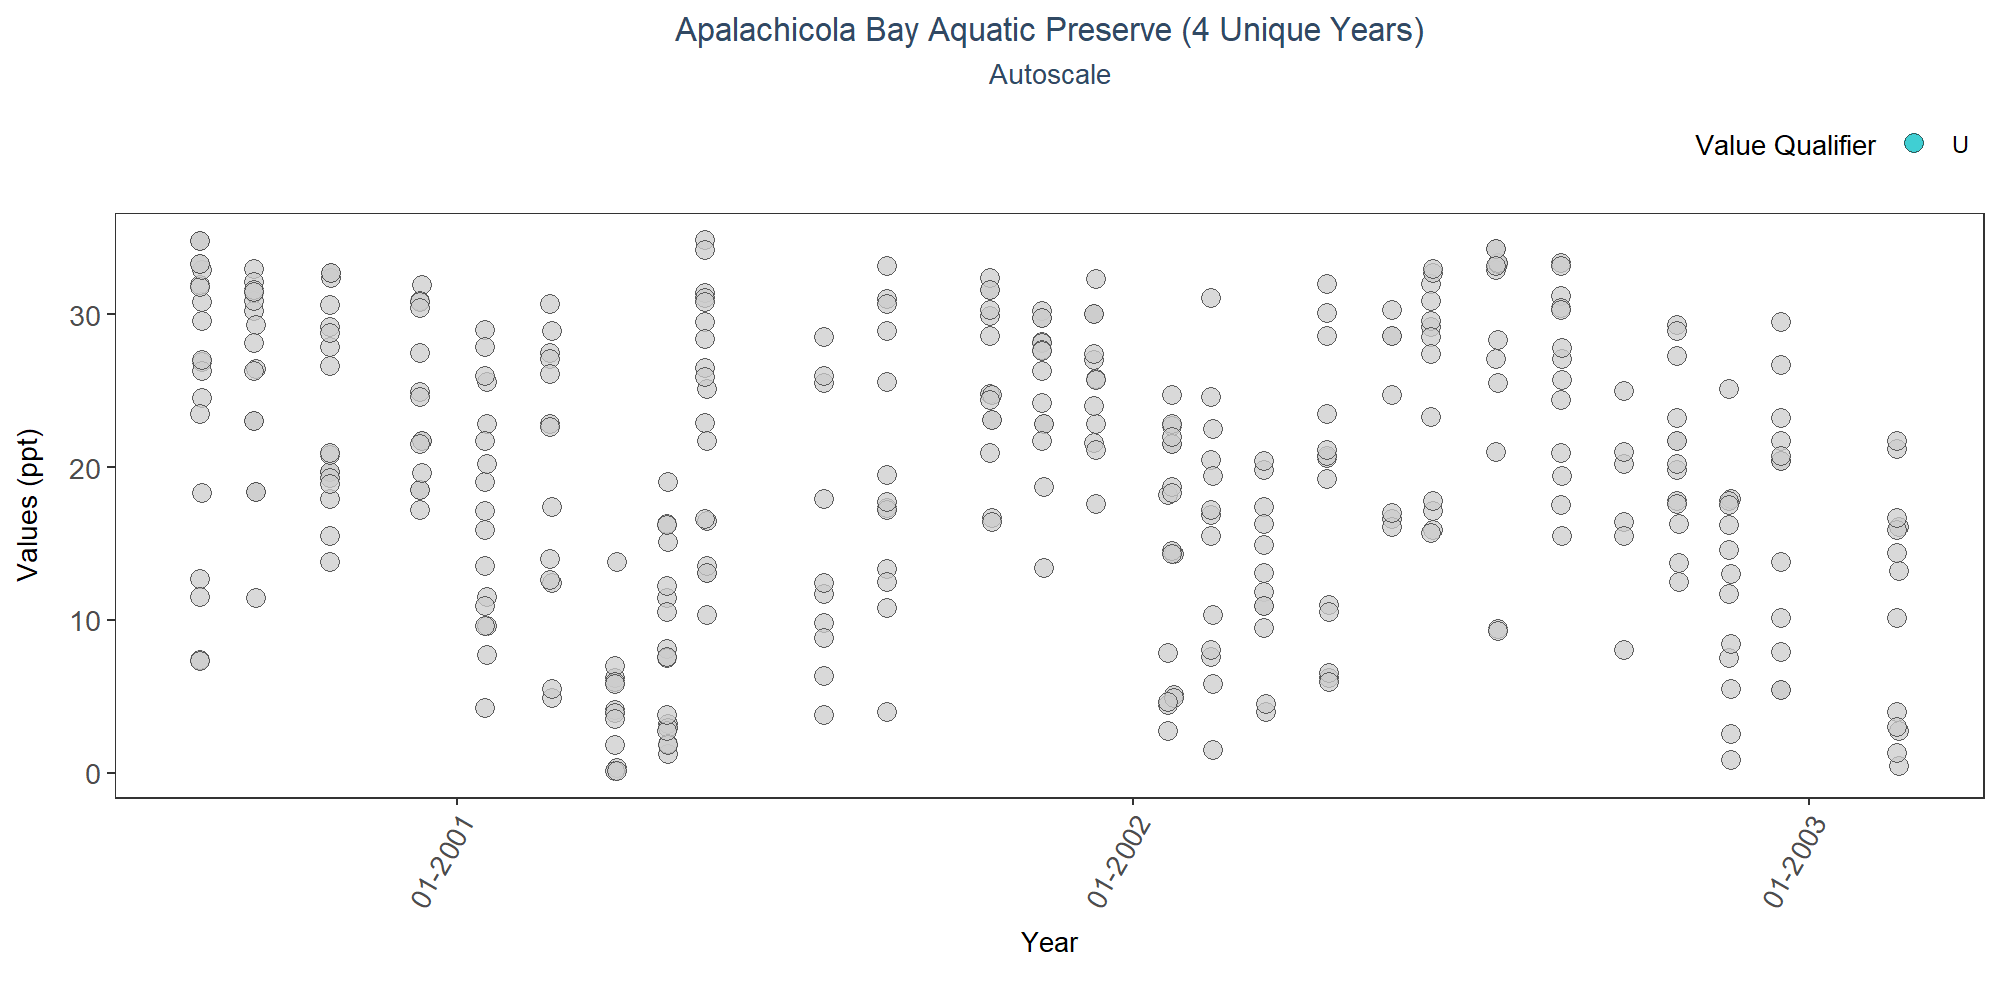 Apalachicola Bay Aquatic Preserve (4 Unique Years)
Autoscale
Value Qualifier U
Values (ppt)
30
20
10
0
01-2001
01-2002
01-2003
Year